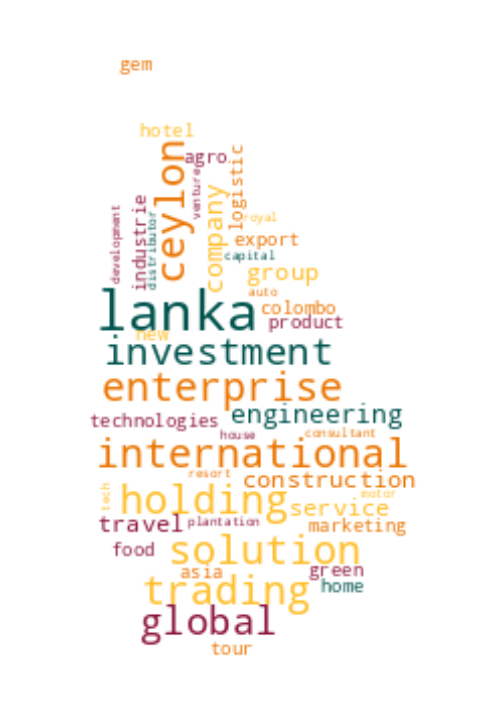 gem
hotel
agro
ceylon
logistic
venture
company
industrie
development
distributor
royal
export
capital
group
auto
lanka
colombo
product
new
investment
enterprise
technologies
engineering
house
consultant
international
resort
construction
tech
holding
motor
service
travel
plantation
marketing
food
solution
asia
green
home
trading
global
tour